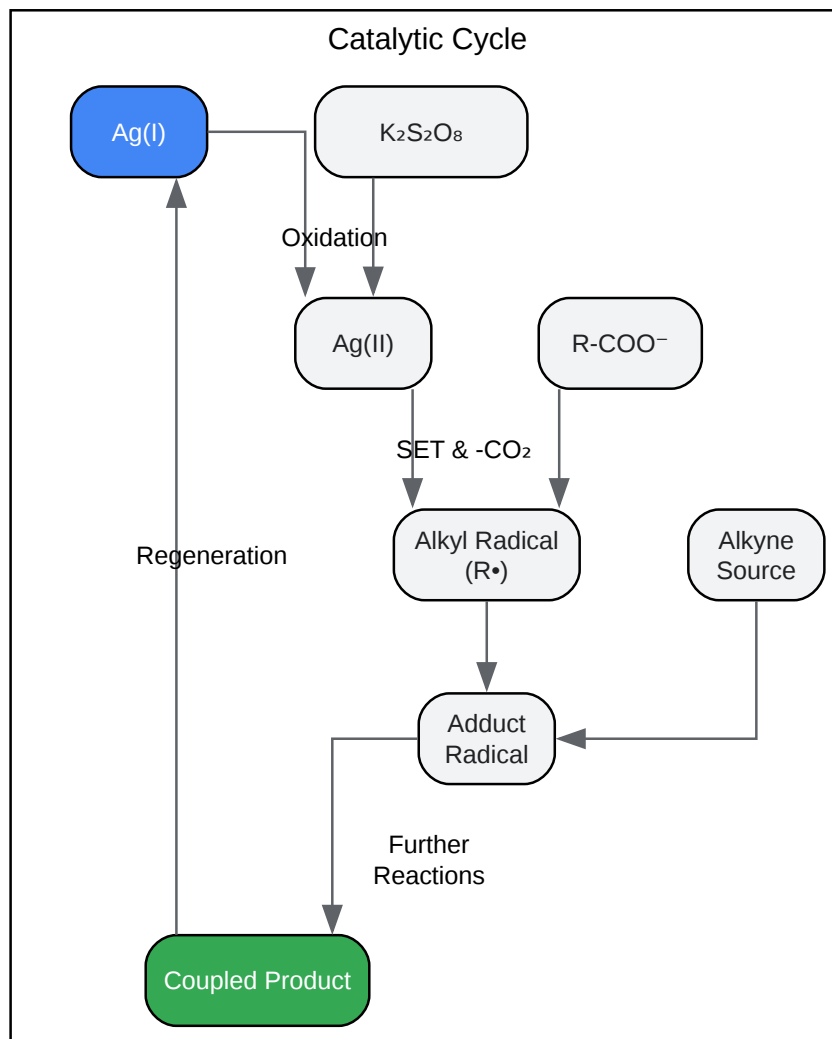 Catalytic Cycle
Ag(I)
K₂S₂O₈
Oxidation
Ag(II)
R-COO⁻
SET & -CO₂
Alkyl Radical
(R•)
Alkyne
Source
Regeneration
Adduct
Radical
Further
Reactions
Coupled Product